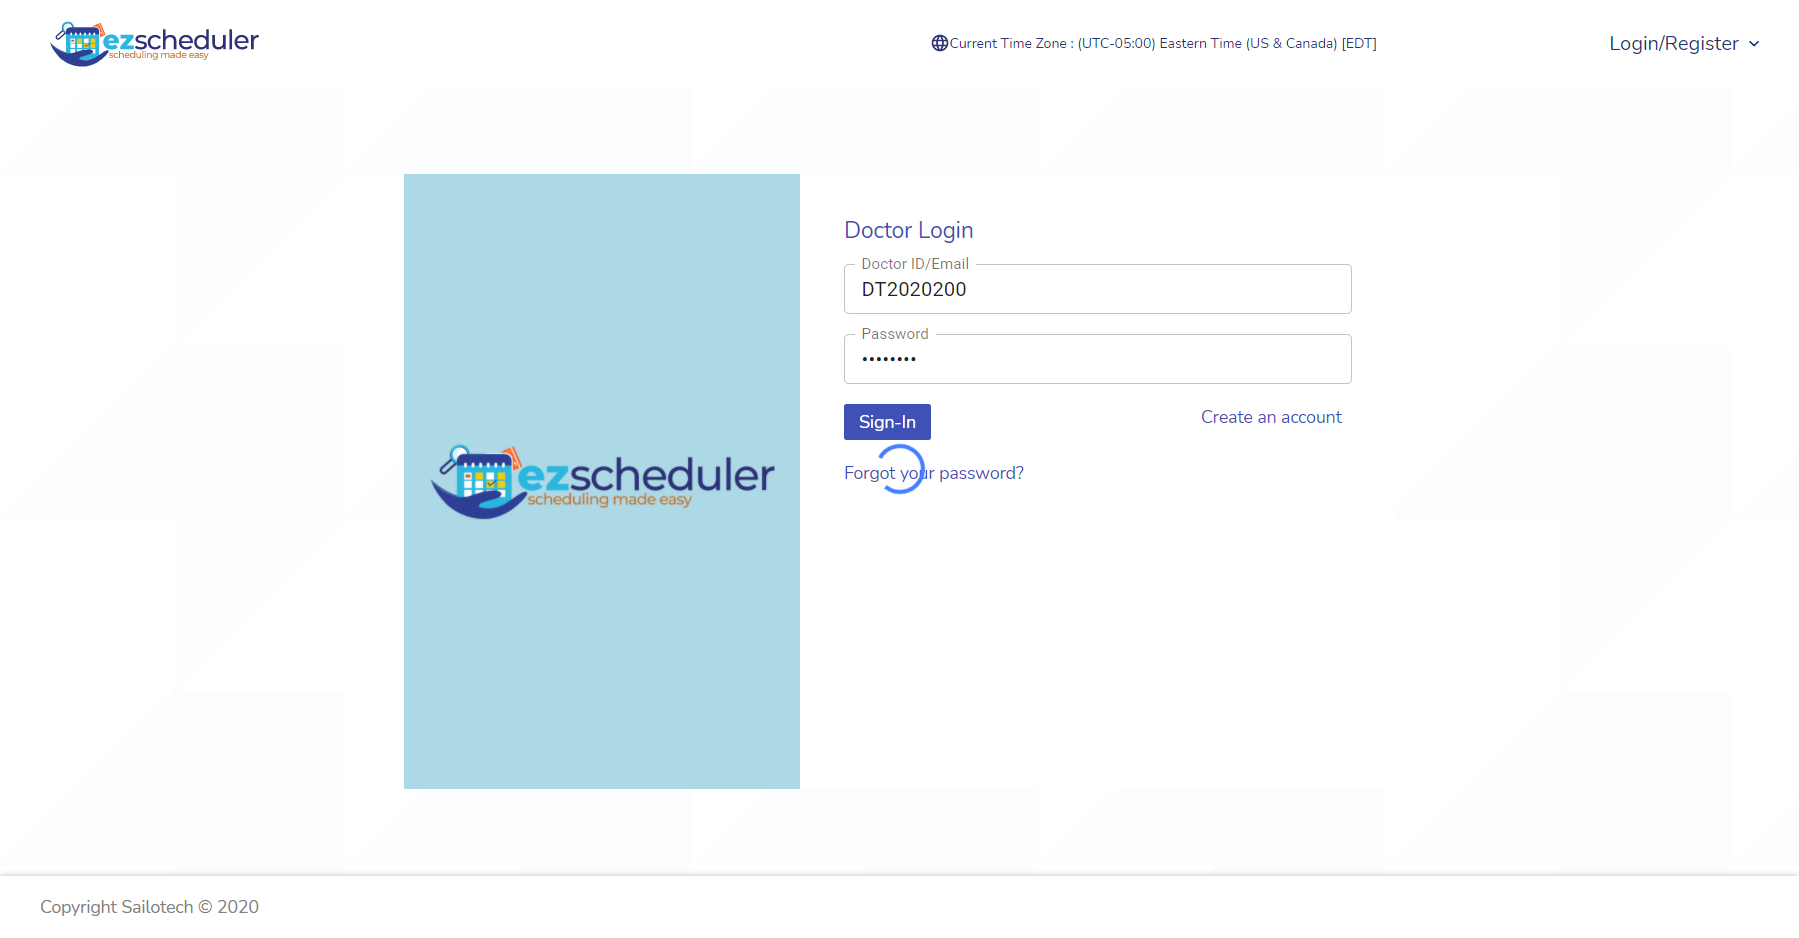 ezscheduler
scheduling made easy
Current Time Zone : (UTC-05:00) Eastern Time (US & Canada) [EDT]
Login/Register
ezscheduler
scheduling made easy
Doctor Login
Doctor ID/Email
DT2020200
Password
••••••••
Sign-In
Create an account
Forgot your password?
Copyright Sailotech © 2020